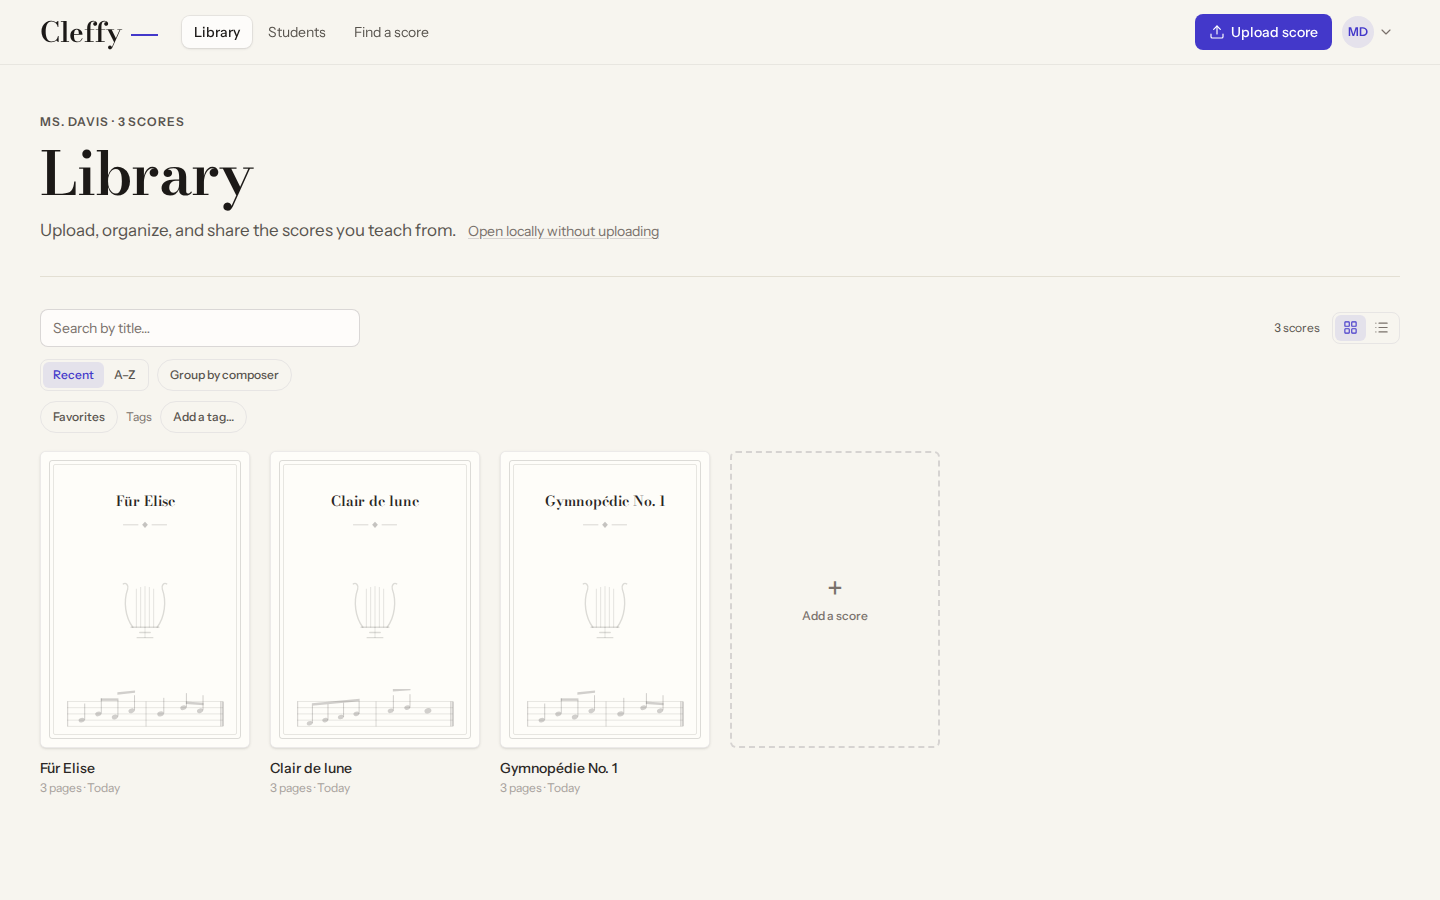 Cleffy
Library
Students
Find a score
Upload score
MD
MS. DAVIS · 3 SCORES
Library
Upload, organize, and share the scores you teach from. Open locally without uploading
Search by title...
3 scores
Recent
A–Z
Group by composer
Favorites
Tags
Add a tag...
Für Elise
Clair de lune
Gymnopédie No. 1
+
Add a score
Für Elise
3 pages · Today
Clair de lune
3 pages · Today
Gymnopédie No. 1
3 pages · Today